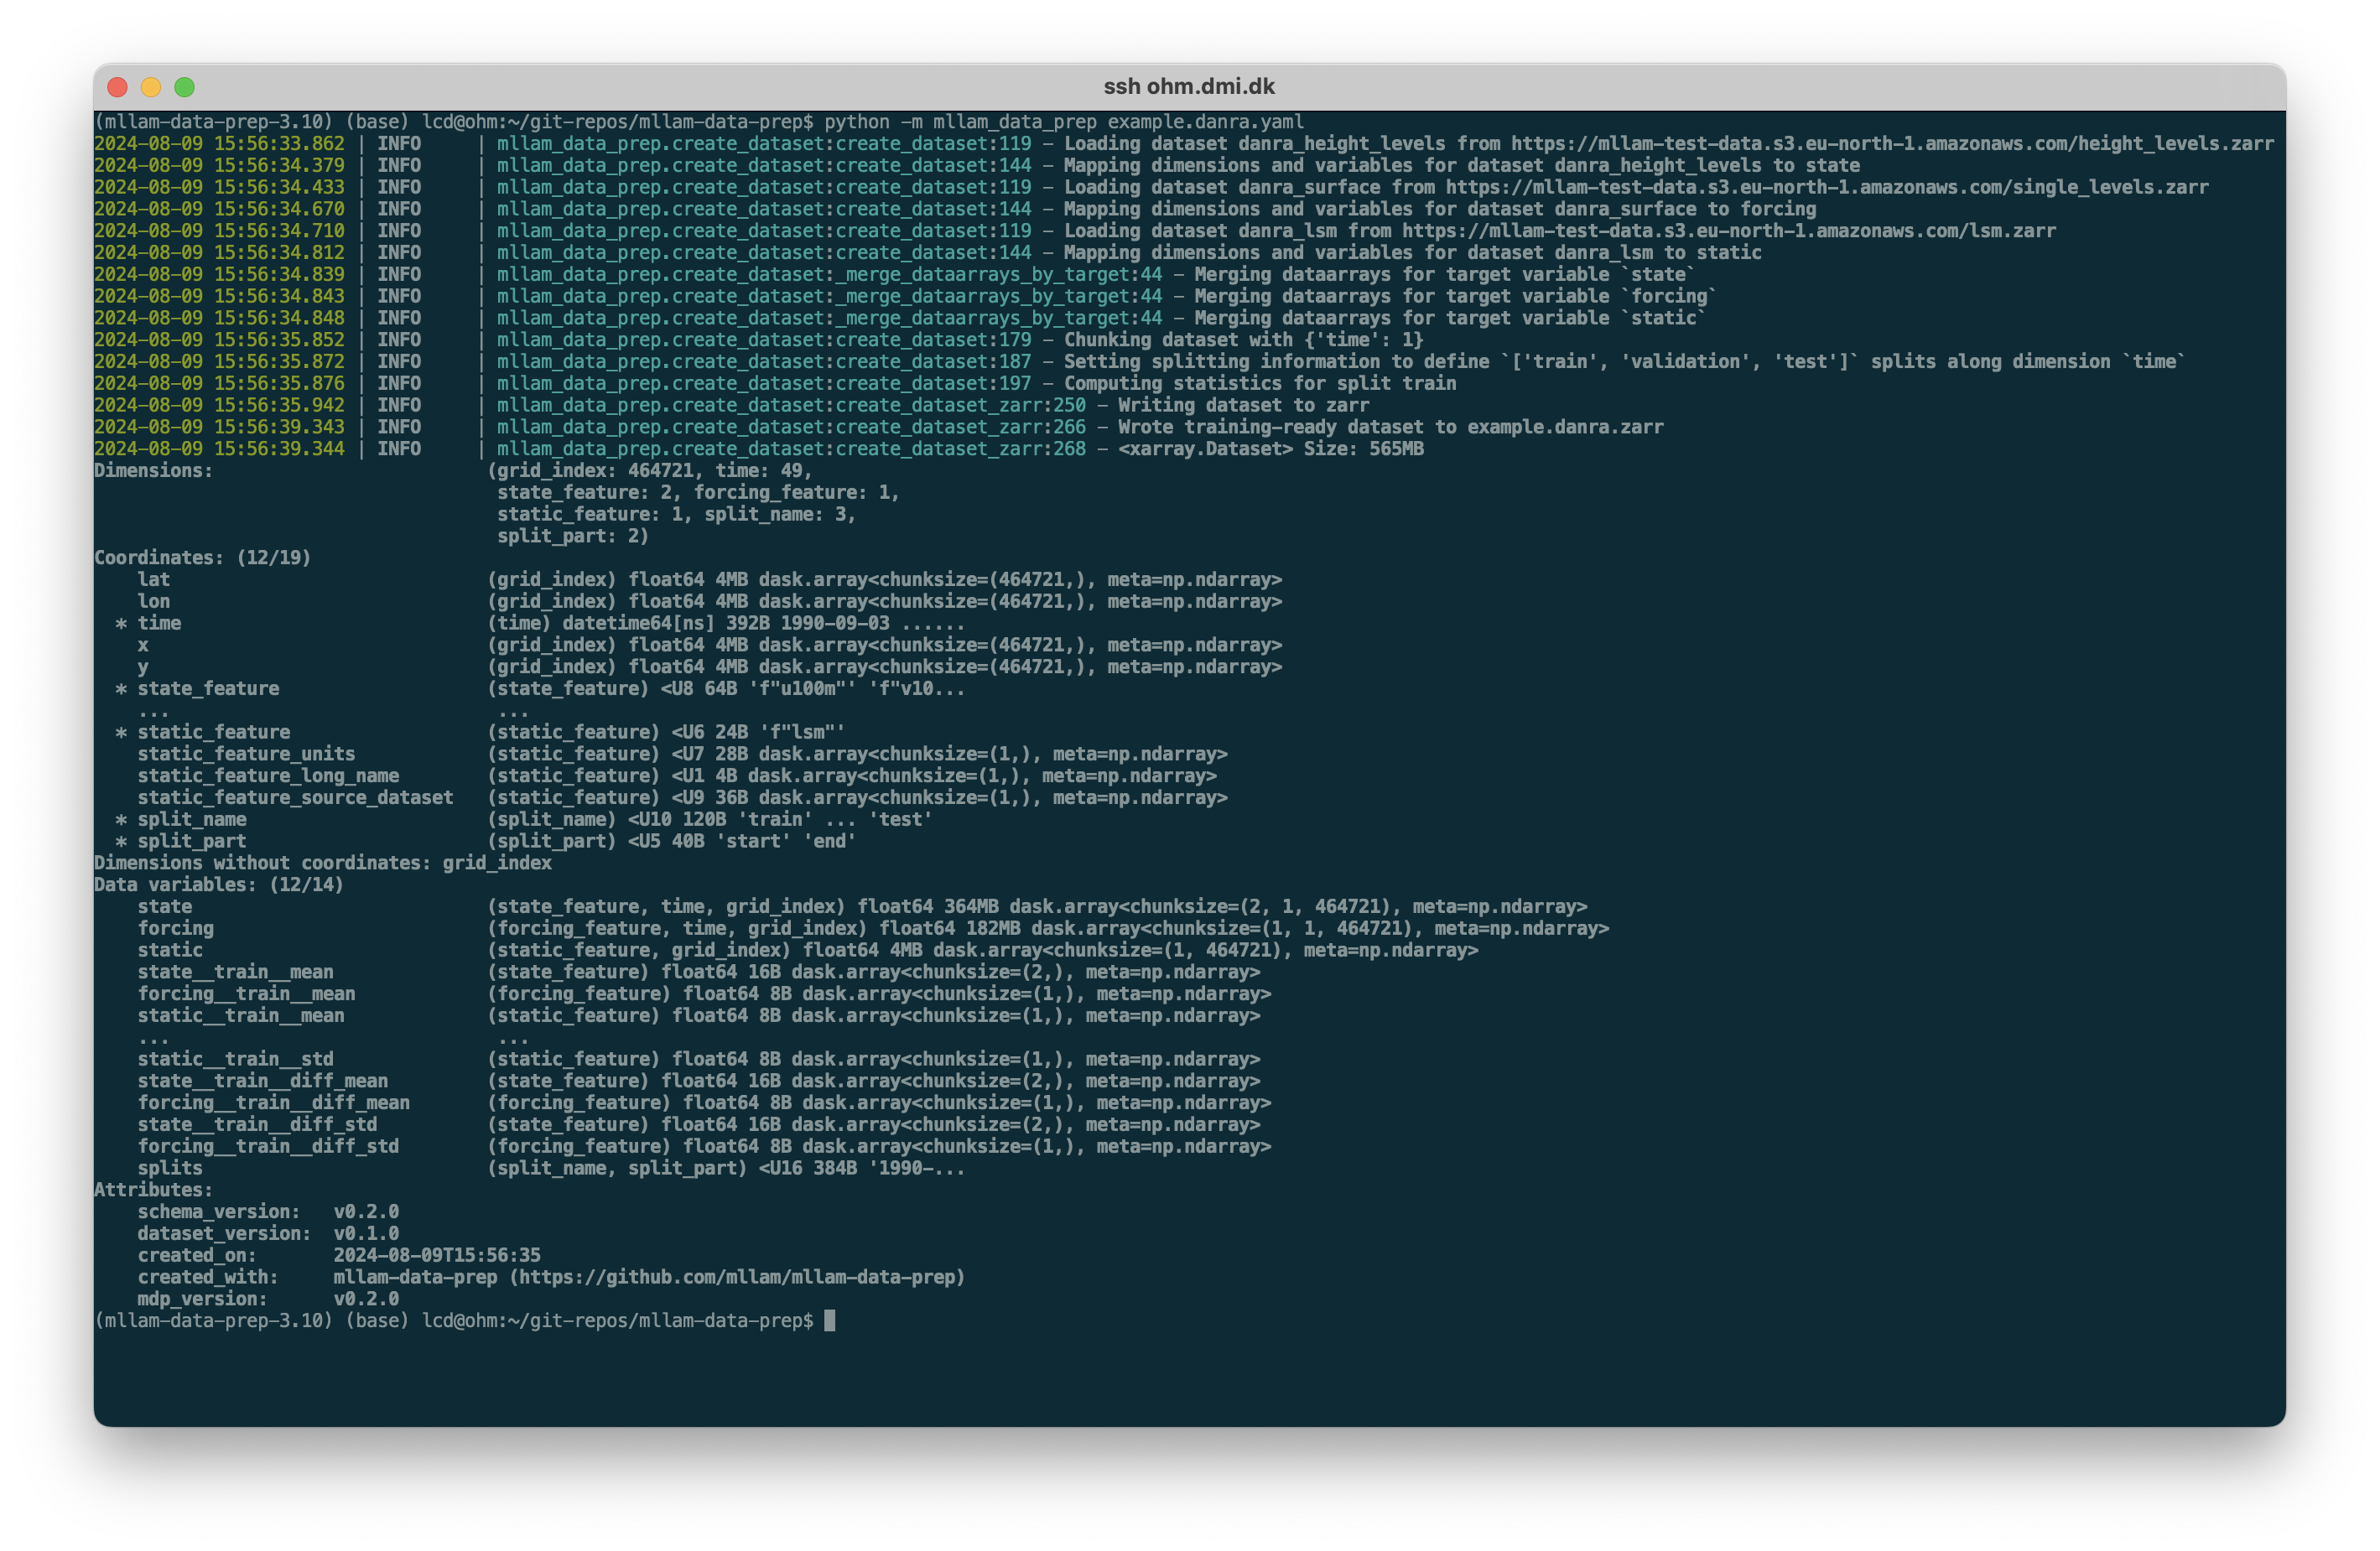 ssh ohm.dmi.dk
(mllam-data-prep-3.10) (base) lcd@ohm:~/git-repos/mllam-data-prep$ python -m mllam_data_prep example.danra.yaml
2024-08-09 15:56:33.862 | INFO     | mllam_data_prep.create_dataset:create_dataset:119 - Loading dataset danra_height_levels from https://mllam-test-data.s3.eu-north-1.amazonaws.com/height_levels.zarr
2024-08-09 15:56:34.379 | INFO     | mllam_data_prep.create_dataset:create_dataset:144 - Mapping dimensions and variables for dataset danra_height_levels to state
2024-08-09 15:56:34.433 | INFO     | mllam_data_prep.create_dataset:create_dataset:119 - Loading dataset danra_surface from https://mllam-test-data.s3.eu-north-1.amazonaws.com/single_levels.zarr
2024-08-09 15:56:34.670 | INFO     | mllam_data_prep.create_dataset:create_dataset:144 - Mapping dimensions and variables for dataset danra_surface to forcing
2024-08-09 15:56:34.710 | INFO     | mllam_data_prep.create_dataset:create_dataset:119 - Loading dataset danra_lsm from https://mllam-test-data.s3.eu-north-1.amazonaws.com/lsm.zarr
2024-08-09 15:56:34.812 | INFO     | mllam_data_prep.create_dataset:create_dataset:144 - Mapping dimensions and variables for dataset danra_lsm to static
2024-08-09 15:56:34.839 | INFO     | mllam_data_prep.create_dataset:_merge_dataarrays_by_target:44 - Merging dataarrays for target variable `state`
2024-08-09 15:56:34.843 | INFO     | mllam_data_prep.create_dataset:_merge_dataarrays_by_target:44 - Merging dataarrays for target variable `forcing`
2024-08-09 15:56:34.848 | INFO     | mllam_data_prep.create_dataset:_merge_dataarrays_by_target:44 - Merging dataarrays for target variable `static`
2024-08-09 15:56:35.852 | INFO     | mllam_data_prep.create_dataset:create_dataset:179 - Chunking dataset with {'time': 1}
2024-08-09 15:56:35.872 | INFO     | mllam_data_prep.create_dataset:create_dataset:187 - Setting splitting information to define `['train', 'validation', 'test']` splits along dimension `time`
2024-08-09 15:56:35.876 | INFO     | mllam_data_prep.create_dataset:create_dataset:197 - Computing statistics for split train
2024-08-09 15:56:35.942 | INFO     | mllam_data_prep.create_dataset:create_dataset_zarr:250 - Writing dataset to zarr
2024-08-09 15:56:39.343 | INFO     | mllam_data_prep.create_dataset:create_dataset_zarr:266 - Wrote training-ready dataset to example.danra.zarr
2024-08-09 15:56:39.344 | INFO     | mllam_data_prep.create_dataset:create_dataset_zarr:268 - <xarray.Dataset> Size: 565MB
Dimensions:                         (grid_index: 464721, time: 49,
                                     state_feature: 2, forcing_feature: 1,
                                     static_feature: 1, split_name: 3,
                                     split_part: 2)
Coordinates: (12/19)
    lat                             (grid_index) float64 4MB dask.array<chunksize=(464721,), meta=np.ndarray>
    lon                             (grid_index) float64 4MB dask.array<chunksize=(464721,), meta=np.ndarray>
  * time                            (time) datetime64[ns] 392B 1990-09-03 ......
    x                               (grid_index) float64 4MB dask.array<chunksize=(464721,), meta=np.ndarray>
    y                               (grid_index) float64 4MB dask.array<chunksize=(464721,), meta=np.ndarray>
  * state_feature                   (state_feature) <U8 64B 'f"u100m"' 'f"v10...
    ...                              ...
  * static_feature                  (static_feature) <U6 24B 'f"lsm"'
    static_feature_units            (static_feature) <U7 28B dask.array<chunksize=(1,), meta=np.ndarray>
    static_feature_long_name        (static_feature) <U1 4B dask.array<chunksize=(1,), meta=np.ndarray>
    static_feature_source_dataset   (static_feature) <U9 36B dask.array<chunksize=(1,), meta=np.ndarray>
  * split_name                      (split_name) <U10 120B 'train' ... 'test'
  * split_part                      (split_part) <U5 40B 'start' 'end'
Dimensions without coordinates: grid_index
Data variables: (12/14)
    state                           (state_feature, time, grid_index) float64 364MB dask.array<chunksize=(2, 1, 464721), meta=np.ndarray>
    forcing                         (forcing_feature, time, grid_index) float64 182MB dask.array<chunksize=(1, 1, 464721), meta=np.ndarray>
    static                          (static_feature, grid_index) float64 4MB dask.array<chunksize=(1, 464721), meta=np.ndarray>
    state__train__mean              (state_feature) float64 16B dask.array<chunksize=(2,), meta=np.ndarray>
    forcing__train__mean            (forcing_feature) float64 8B dask.array<chunksize=(1,), meta=np.ndarray>
    static__train__mean             (static_feature) float64 8B dask.array<chunksize=(1,), meta=np.ndarray>
    ...                              ...
    static__train__std              (static_feature) float64 8B dask.array<chunksize=(1,), meta=np.ndarray>
    state__train__diff_mean         (state_feature) float64 16B dask.array<chunksize=(2,), meta=np.ndarray>
    forcing__train__diff_mean       (forcing_feature) float64 8B dask.array<chunksize=(1,), meta=np.ndarray>
    state__train__diff_std          (state_feature) float64 16B dask.array<chunksize=(2,), meta=np.ndarray>
    forcing__train__diff_std        (forcing_feature) float64 8B dask.array<chunksize=(1,), meta=np.ndarray>
    splits                          (split_name, split_part) <U16 384B '1990-...
Attributes:
    schema_version:   v0.2.0
    dataset_version:  v0.1.0
    created_on:       2024-08-09T15:56:35
    created_with:     mllam-data-prep (https://github.com/mllam/mllam-data-prep)
    mdp_version:      v0.2.0
(mllam-data-prep-3.10) (base) lcd@ohm:~/git-repos/mllam-data-prep$